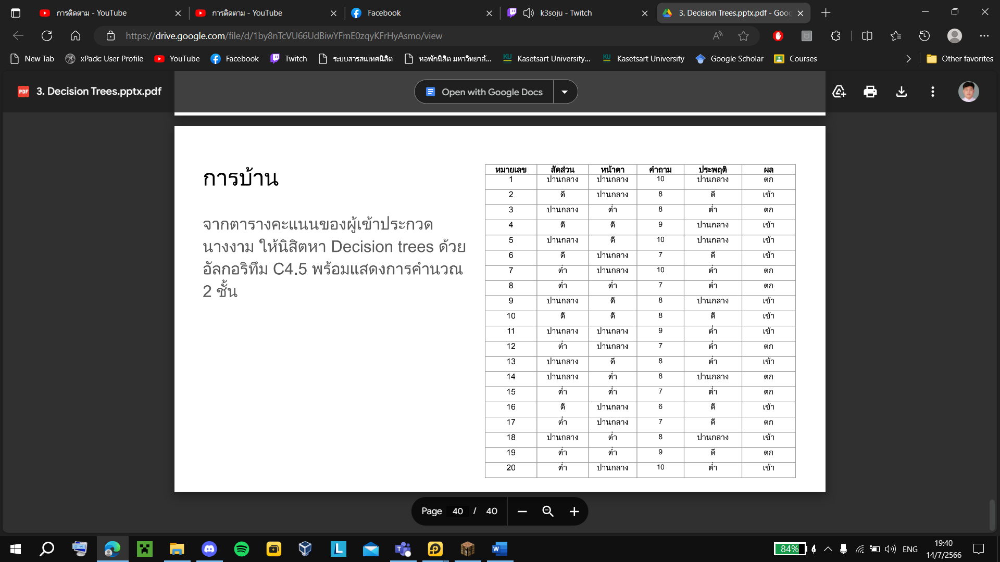 การติดตาม - YouTube
การติดตาม - YouTube
Facebook
k3soju - Twitch
3. Decision Trees.pptx.pdf - Goog
https://drive.google.com/file/d/1by8nTcVU66UdBiwYFmE0zqyKFrHyAsmo/view
New Tab
xPack: User Profile
YouTube
Facebook
Twitch
ระบบสารสนเทศนิสิต
หอพักนิสิต มหาวิทยาลั...
KU Kasetsart University...
KU Kasetsart University
Google Scholar
Courses
Other favorites
PDF 3. Decision Trees.pptx.pdf
Open with Google Docs
การบ้าน
จากตารางคะแนนของผู้เข้าประกวด
นางงาม ให้นิสิตหา Decision trees ด้วย
อัลกอริทึม C4.5 พร้อมแสดงการคำนวณ
2 ชั้น
หมายเลข สัดส่วน หน้าตา คำถาม ประพฤติ ผล
1 ปานกลาง ปานกลาง 10 ปานกลาง ตก
2 ดี ปานกลาง 8 ดี เข้า
3 ปานกลาง ต่ำ 8 ต่ำ ตก
4 ดี ดี 9 ปานกลาง เข้า
5 ปานกลาง ดี 10 ปานกลาง เข้า
6 ดี ปานกลาง 7 ดี เข้า
7 ต่ำ ปานกลาง 10 ต่ำ ตก
8 ต่ำ ต่ำ 7 ต่ำ ตก
9 ปานกลาง ดี 8 ปานกลาง เข้า
10 ดี ดี 8 ดี เข้า
11 ปานกลาง ปานกลาง 9 ต่ำ เข้า
12 ต่ำ ปานกลาง 7 ต่ำ ตก
13 ปานกลาง ดี 8 ต่ำ เข้า
14 ปานกลาง ต่ำ 8 ปานกลาง ตก
15 ต่ำ ต่ำ 7 ต่ำ ตก
16 ดี ปานกลาง 6 ดี เข้า
17 ต่ำ ปานกลาง 7 ดี ตก
18 ปานกลาง ต่ำ 8 ปานกลาง เข้า
19 ต่ำ ต่ำ 9 ดี ตก
20 ต่ำ ปานกลาง 10 ต่ำ เข้า
Page 40 / 40
84%
ENG
19:40
14/7/2566